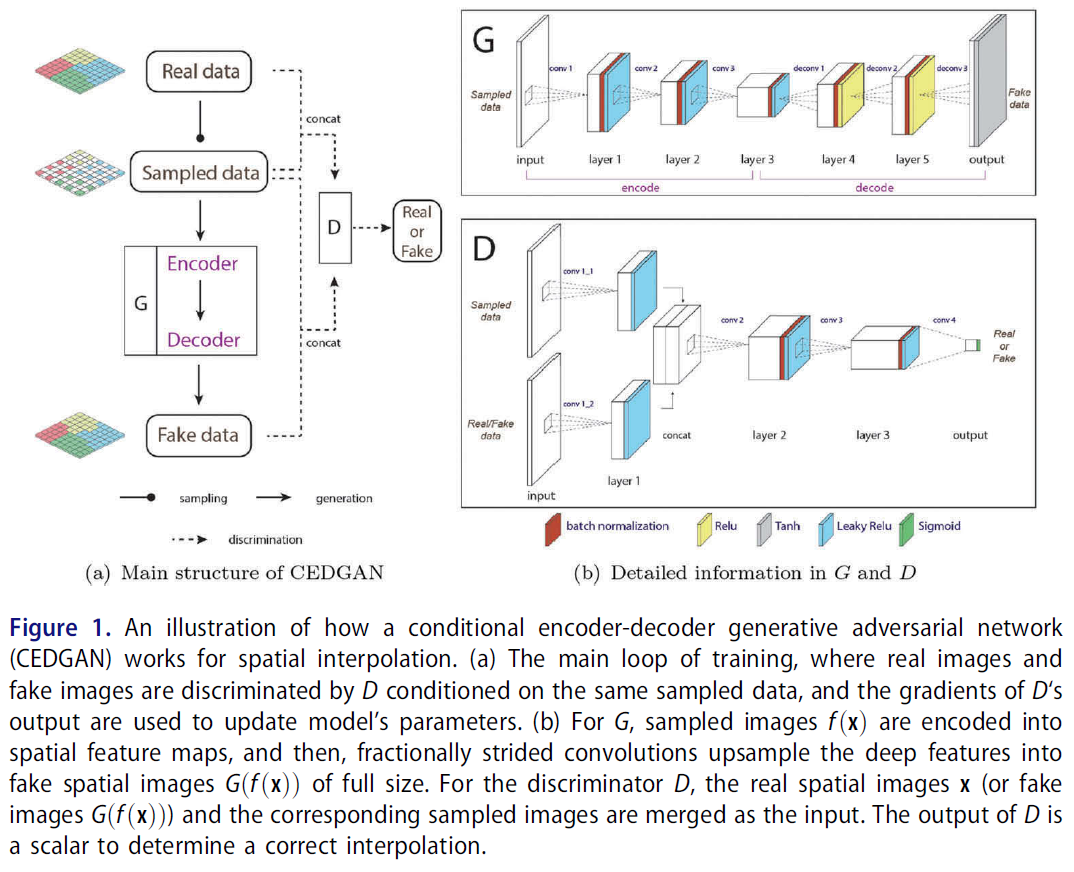 Real data
concat
Sampled data
D
Real
or
Fake
Encoder
G
Decoder
concat
Fake data
sampling
generation
discrimination
(a) Main structure of CEDGAN
G
conv 1
conv 2
conv 3
deconv 1
deconv 2
deconv 3
Sampled
data
Fake
data
input
layer 1
layer 2
layer 3
layer 4
layer 5
output
encode
decode
D
conv 1_1
Sampled
data
conv 2
conv 3
conv 4
Real
or
Fake
conv 1_2
Real/Fake
data
concat
layer 2
layer 3
output
layer 1
input
batch normalization
Relu
Tanh
Leaky Relu
Sigmoid
(b) Detailed information in G and D
Figure 1. An illustration of how a conditional encoder-decoder generative adversarial network
(CEDGAN) works for spatial interpolation. (a) The main loop of training, where real images and
fake images are discriminated by D conditioned on the same sampled data, and the gradients of D‘s
output are used to update model’s parameters. (b) For G, sampled images f(x) are encoded into
spatial feature maps, and then, fractionally strided convolutions upsample the deep features into
fake spatial images G(f(x)) of full size. For the discriminator D, the real spatial images x (or fake
images G(f(x))) and the corresponding sampled images are merged as the input. The output of D is
a scalar to determine a correct interpolation.